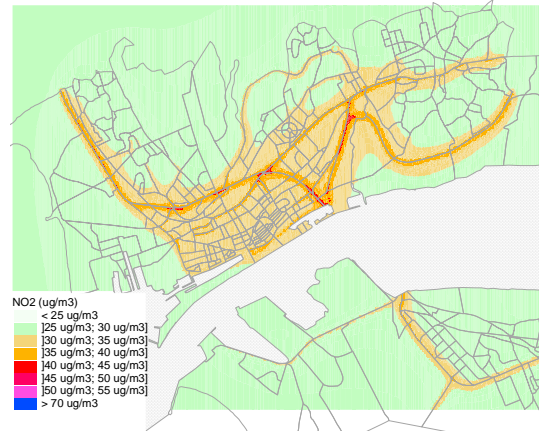 NO2 (ug/m3)
< 25 ug/m3
]25 ug/m3; 30 ug/m3]
]30 ug/m3; 35 ug/m3]
]35 ug/m3; 40 ug/m3]
]40 ug/m3; 45 ug/m3]
]45 ug/m3; 50 ug/m3]
]50 ug/m3; 55 ug/m3]
> 70 ug/m3